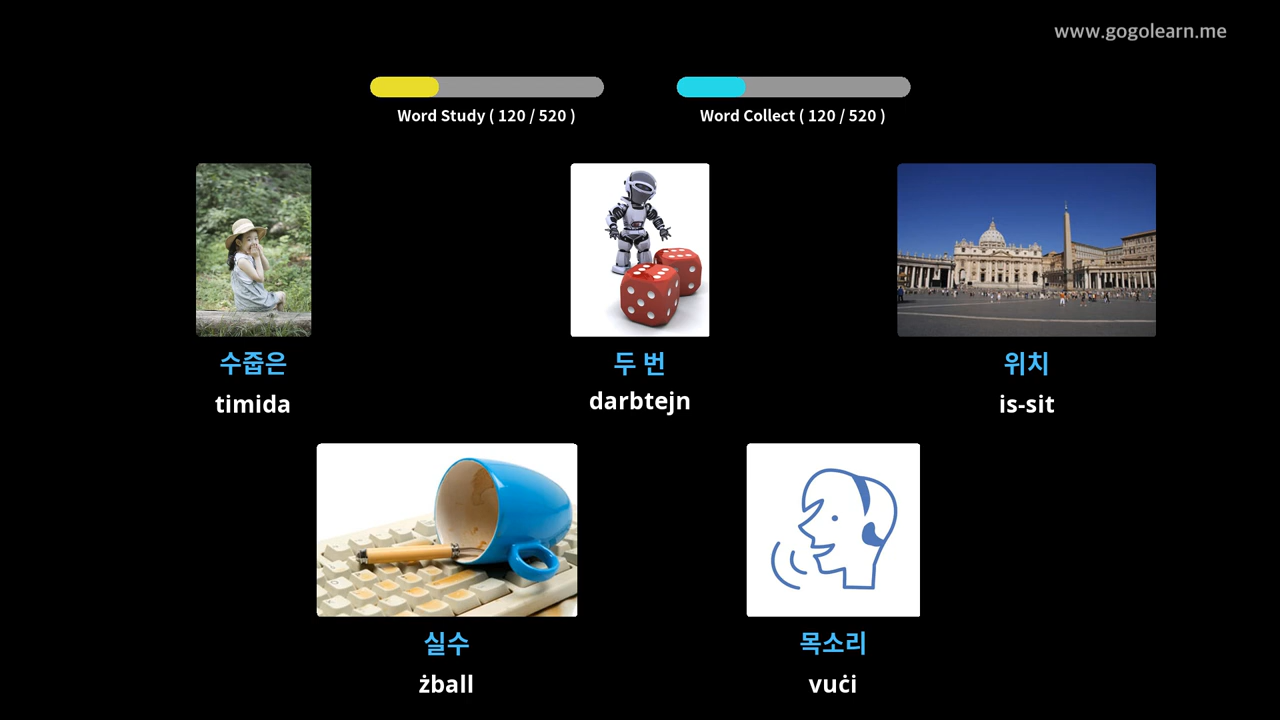 www.gogolearn.me
Word Study ( 120 / 520 )
Word Collect ( 120 / 520 )
수줍은
timida
두 번
darbtejn
위치
is-sit
실수
żball
목소리
vuċi